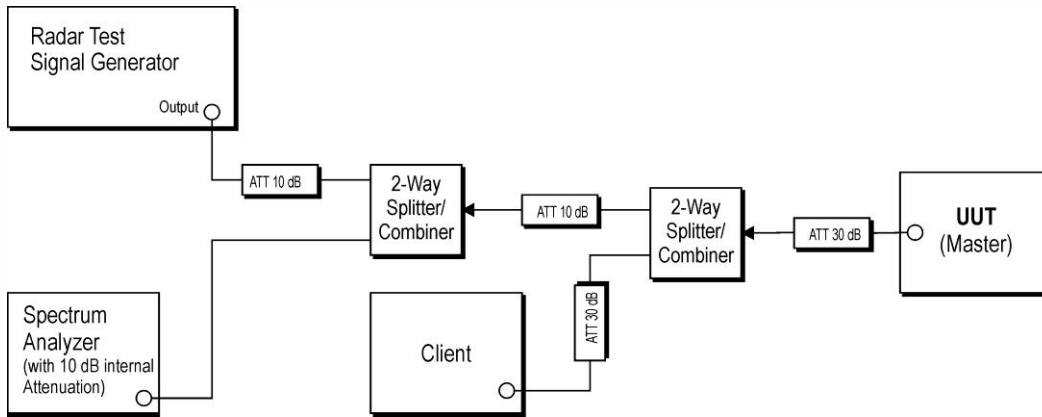 Radar Test
Signal Generator
Output
ATT 10 dB
2-Way
Splitter/
Combiner
ATT 10 dB
2-Way
Splitter/
Combiner
ATT 30 dB
UUT
(Master)
Spectrum
Analyzer
(with 10 dB internal
Attenuation)
Client
ATT 30 dB